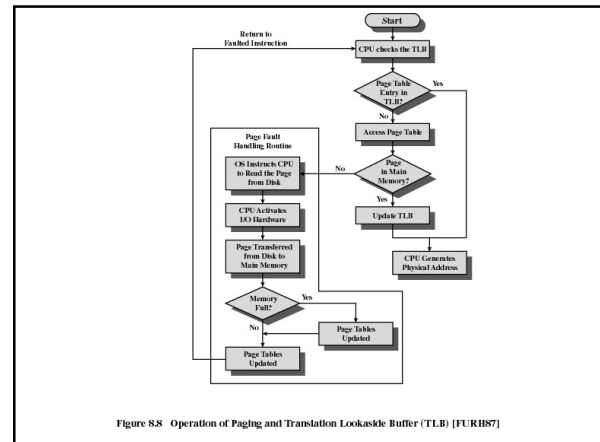 Start
Return to
Faulted Instruction
CPU checks the TLB
Page Table
Entry in
TLB?
Yes
No
Access Page Table
Page Fault
Handling Routine
OS Instructs CPU
to Read the Page
from Disk
No
Page
in Main
Memory?
Yes
CPU Activates
I/O Hardware
Update TLB
Page Transferred
from Disk to
Main Memory
CPU Generates
Physical Address
Memory
Full?
Yes
No
Page Tables
Updated
Page Tables
Updated
Figure 8.8 Operation of Paging and Translation Lookaside Buffer (TLB) [FURH87]